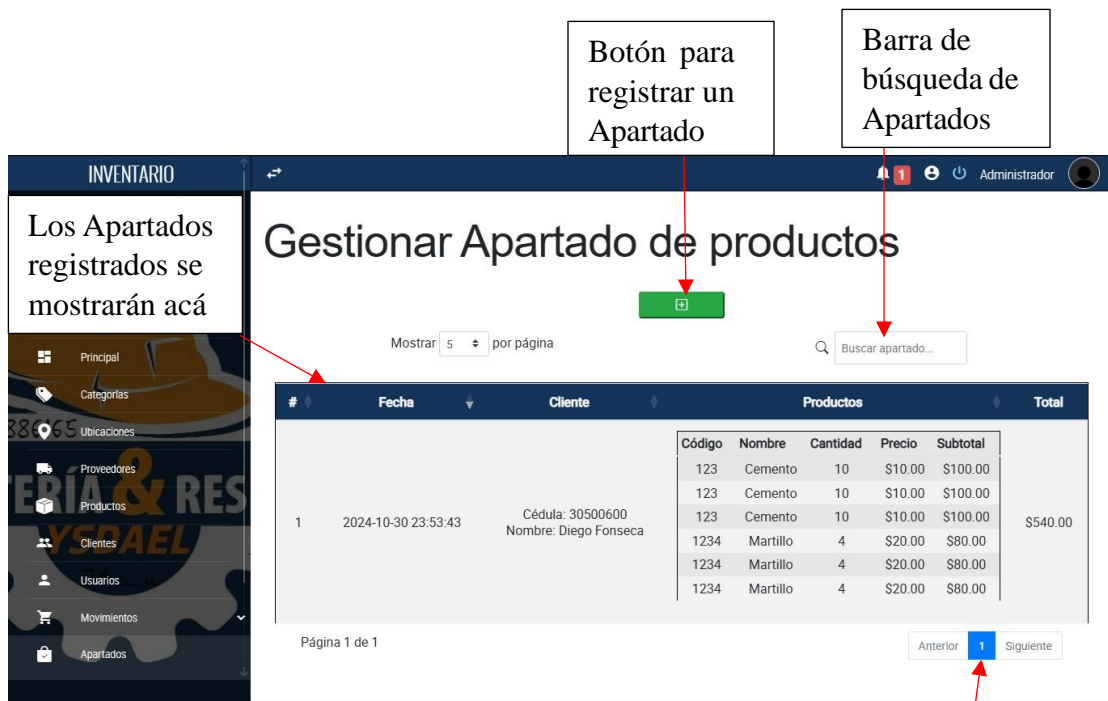 Botón para
registrar un
Apartado
Barra de
búsqueda de
Apartados
INVENTARIO
1
Administrador
Los Apartados
registrados se
mostrarán acá
Gestionar Apartado de productos
Mostrar 5 por página
Buscar apartado...
Principal
Categorías
Ubicaciones
Proveedores
Productos
Clientes
Usuarios
Movimientos
Apartados
886165
ERÍA & RES
YSDAEL
# Fecha Cliente Productos Total
Código Nombre Cantidad Precio Subtotal
123 Cemento 10 $10.00 $100.00
123 Cemento 10 $10.00 $100.00
123 Cemento 10 $10.00 $100.00
1234 Martillo 4 $20.00 $80.00
1234 Martillo 4 $20.00 $80.00
1234 Martillo 4 $20.00 $80.00
1 2024-10-30 23:53:43
Cédula: 30500600
Nombre: Diego Fonseca
$540.00
Página 1 de 1
Anterior 1 Siguiente